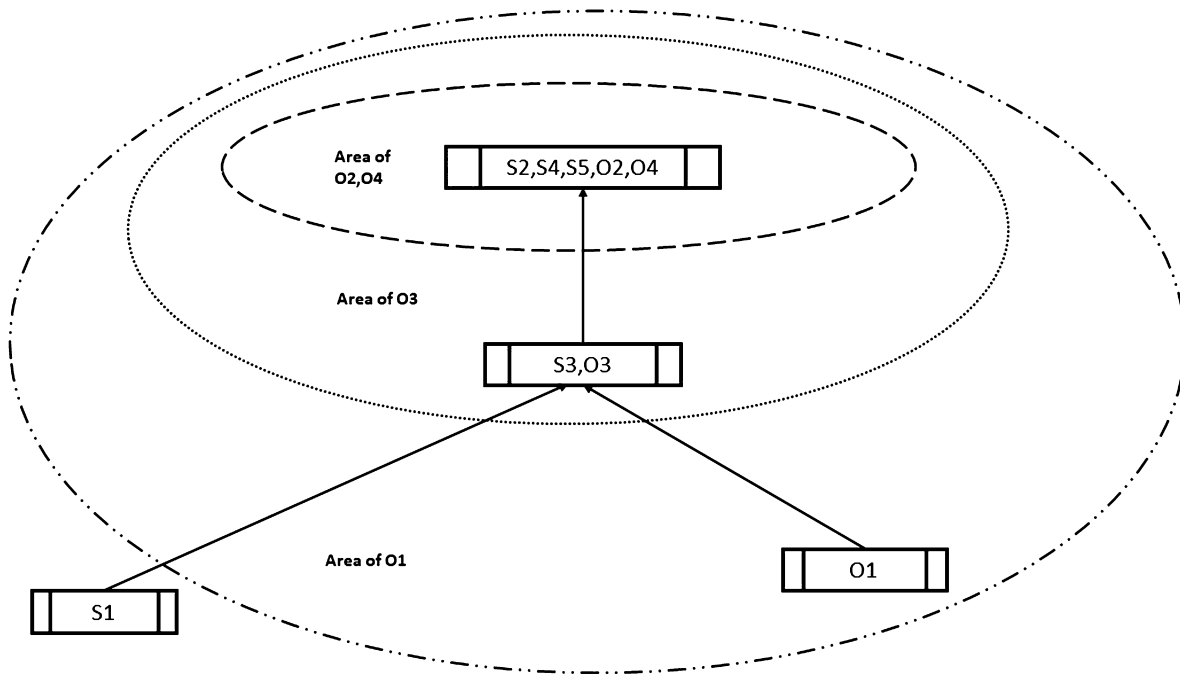 Area of
O2,O4
S2,S4,S5,O2,O4
Area of O3
S3,O3
Area of O1
O1
S1